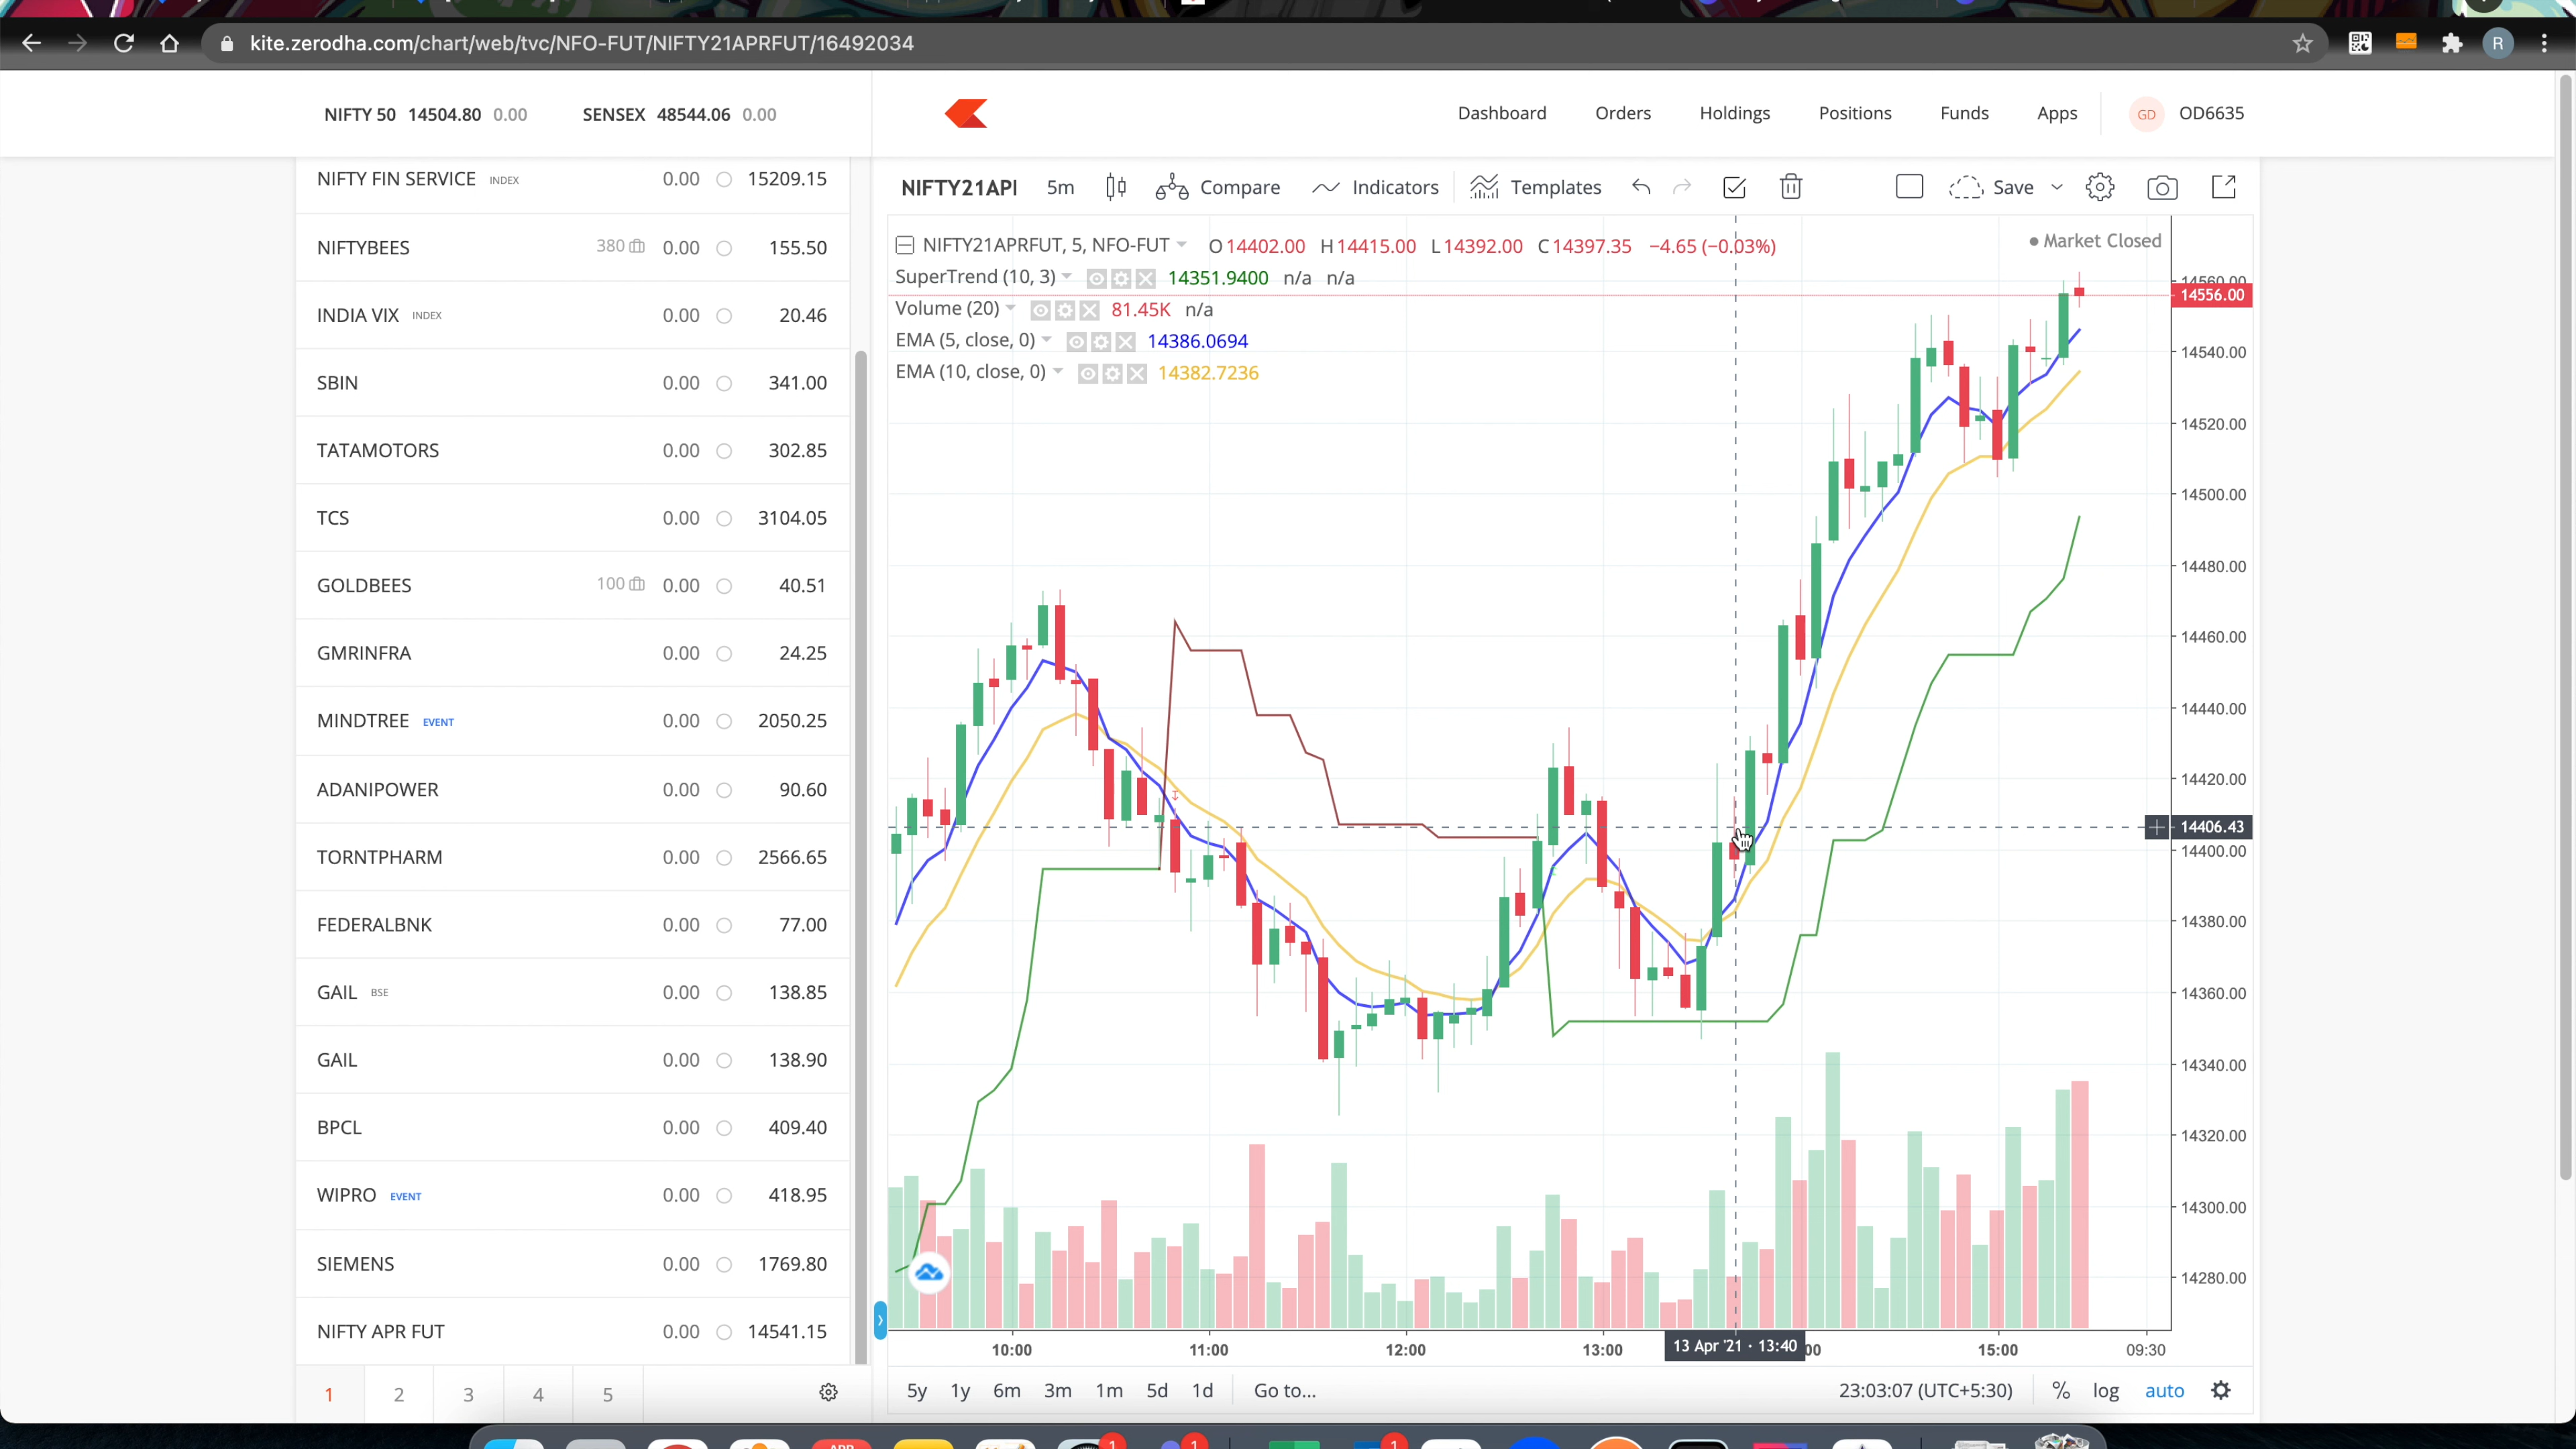 kite.zerodha.com/chart/web/tvc/NFO-FUT/NIFTY21APRFUT/16492034
R
NIFTY 50 14504.80 0.00 SENSEX 48544.06 0.00
Dashboard Orders Holdings Positions Funds Apps GD OD6635
NIFTY FIN SERVICE INDEX 0.00 15209.15
NIFTYBEES 380 0.00 155.50
INDIA VIX INDEX 0.00 20.46
SBIN 0.00 341.00
TATAMOTORS 0.00 302.85
TCS 0.00 3104.05
GOLDBEES 100 0.00 40.51
GMRINFRA 0.00 24.25
MINDTREE EVENT 0.00 2050.25
ADANIPOWER 0.00 90.60
TORNTPHARM 0.00 2566.65
FEDERALBNK 0.00 77.00
GAIL BSE 0.00 138.85
GAIL 0.00 138.90
BPCL 0.00 409.40
WIPRO EVENT 0.00 418.95
SIEMENS 0.00 1769.80
NIFTY APR FUT 0.00 14541.15
1 2 3 4 5
NIFTY21API 5m Compare Indicators Templates Save
NIFTY21APRFUT, 5, NFO-FUT O14402.00 H14415.00 L14392.00 C14397.35 −4.65 (−0.03%)
Market Closed
SuperTrend (10, 3) 14351.9400 n/a n/a
Volume (20) 81.45K n/a
EMA (5, close, 0) 14386.0694
EMA (10, close, 0) 14382.7236
14560.00
14556.00
14540.00
14520.00
14500.00
14480.00
14460.00
14440.00
14420.00
14406.43
14400.00
14380.00
14360.00
14340.00
14320.00
14300.00
14280.00
10:00 11:00 12:00 13:00 13 Apr '21 · 13:40 00 15:00 09:30
5y 1y 6m 3m 1m 5d 1d Go to... 23:03:07 (UTC+5:30) % log auto
1 1 1